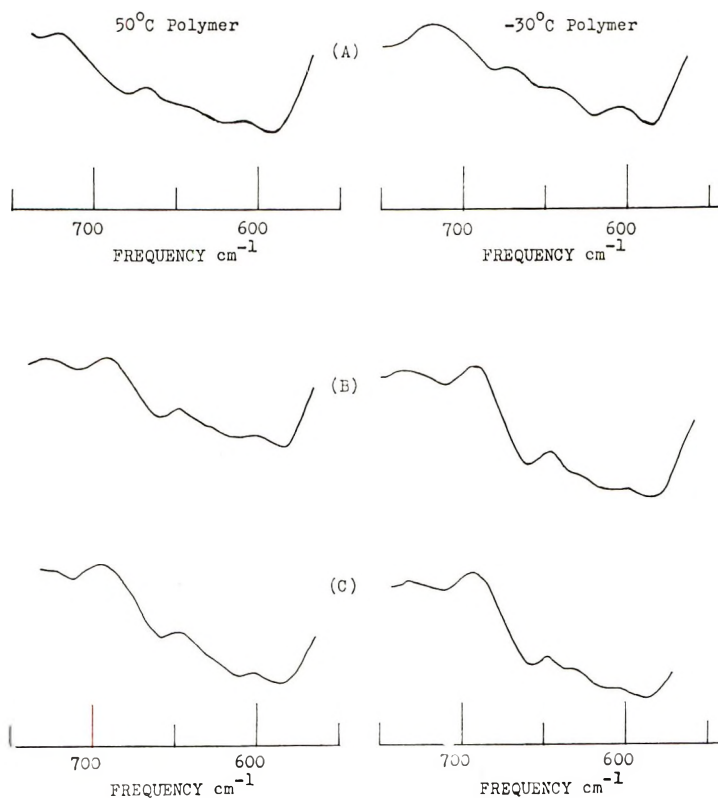 50°C Polymer
-30°C Polymer
(A)
700 600
700 600
FREQUENCY cm-1
FREQUENCY cm-1
(B)
(C)
700 600
700 600
FREQUENCY cm-1
FREQUENCY cm-1